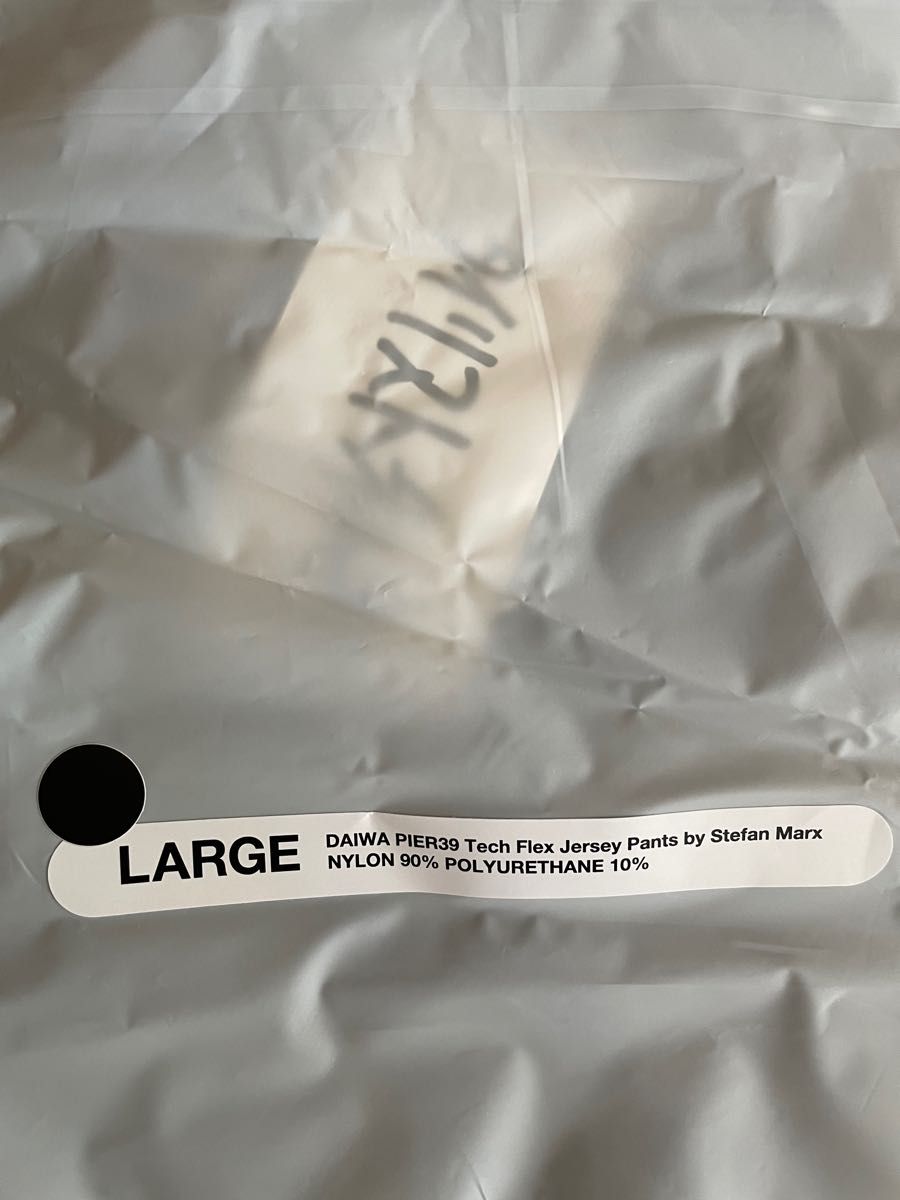 LARGE
DAIWA PIER39 Tech Flex Jersey Pants by Stefan Marx
NYLON 90% POLYURETHANE 10%